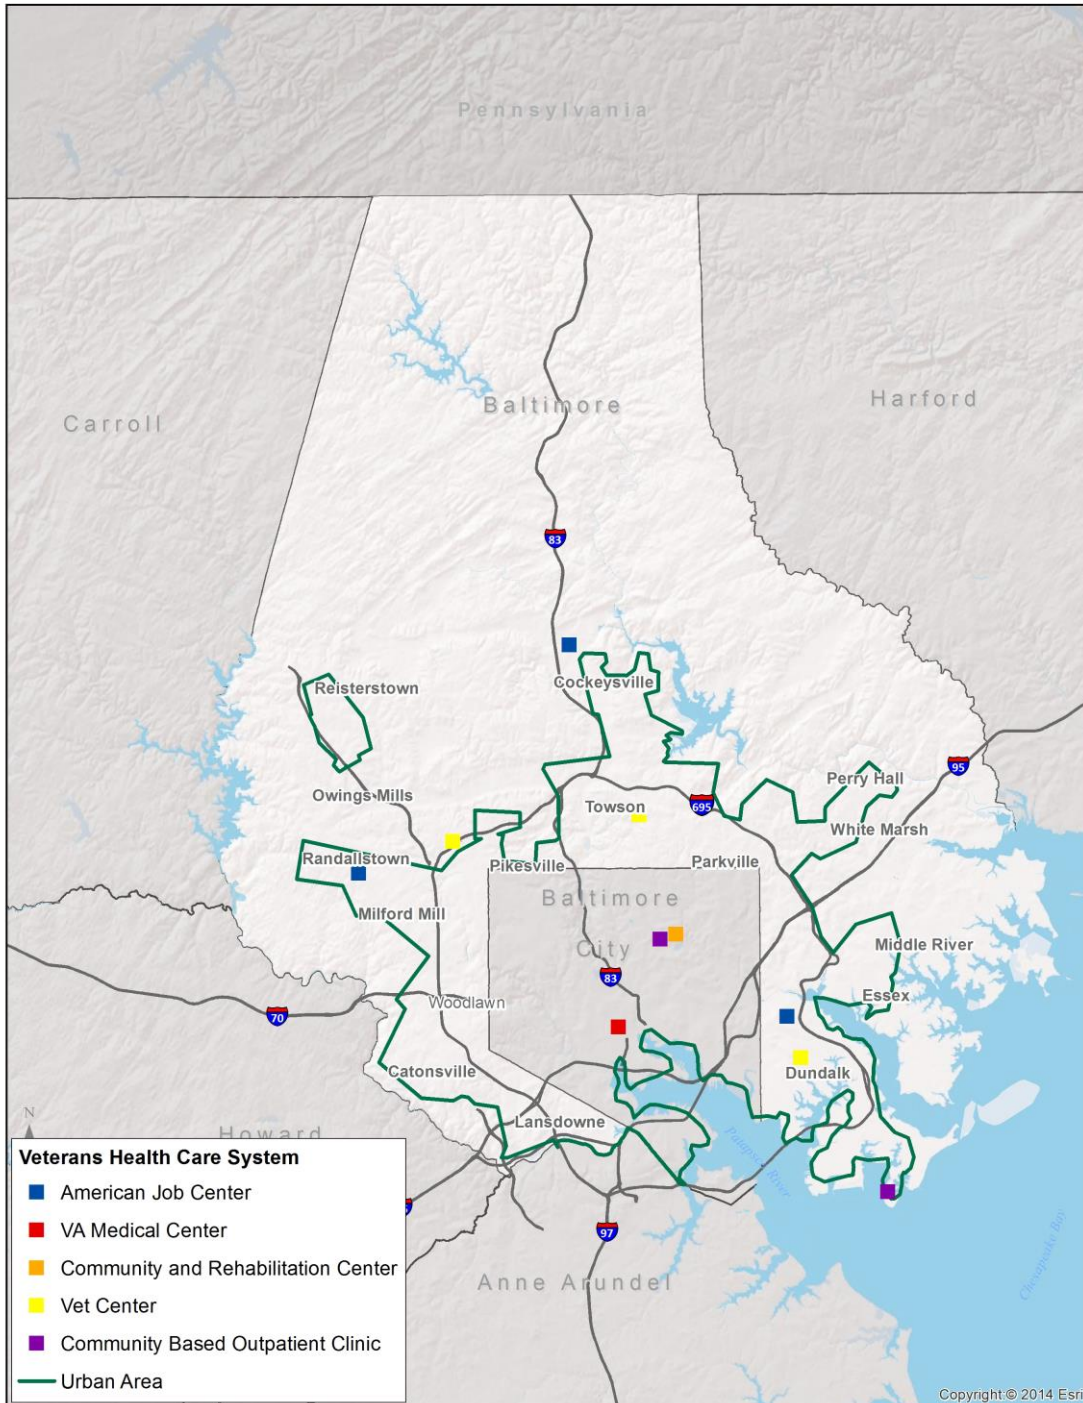 Pennsylvania
Baltimore
Harford
Carroll
83
Cockeysville
Reisterstown
95
Perry Hall
Owings Mills
Towson
695
White Marsh
Randallstown
Pikesville
Parkville
Baltimore
City
Milford Mill
Middle River
83
Essex
Woodlawn
70
Catonsville
Dundalk
Lansdowne
N
Howard
Patapsco River
Veterans Health Care System
American Job Center
VA Medical Center
Community and Rehabilitation Center
Vet Center
Community Based Outpatient Clinic
Urban Area
97
Anne Arundel
Chesapeake Bay
Copyright:© 2014 Esri